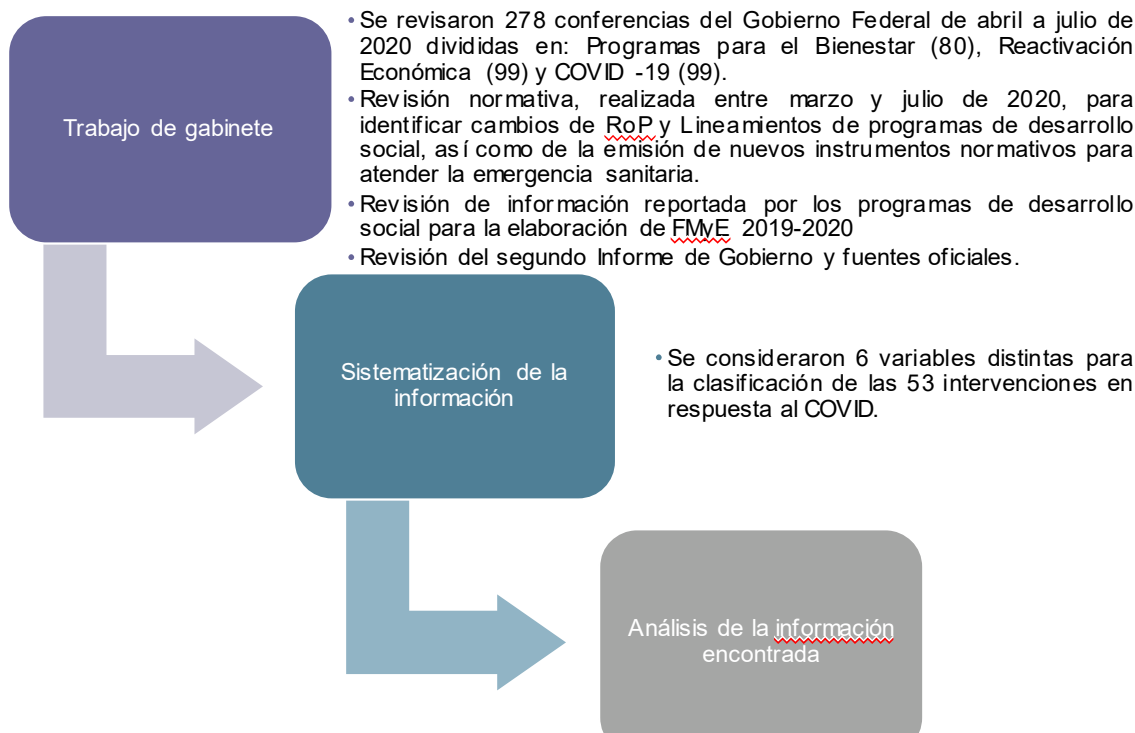 Trabajo de gabinete
• Se revisaron 278 conferencias del Gobierno Federal de abril a julio de
2020 divididas en: Programas para el Bienestar (80), Reactivación
Económica (99) y COVID -19 (99).
• Revisión normativa, realizada entre marzo y julio de 2020, para
identificar cambios de RoP y Lineamientos de programas de desarrollo
social, así como de la emisión de nuevos instrumentos normativos para
atender la emergencia sanitaria.
• Revisión de información reportada por los programas de desarrollo
social para la elaboración de FMyE 2019-2020
• Revisión del segundo Informe de Gobierno y fuentes oficiales.
Sistematización de la
información
• Se consideraron 6 variables distintas para
la clasificación de las 53 intervenciones en
respuesta al COVID.
Análisis de la información
encontrada